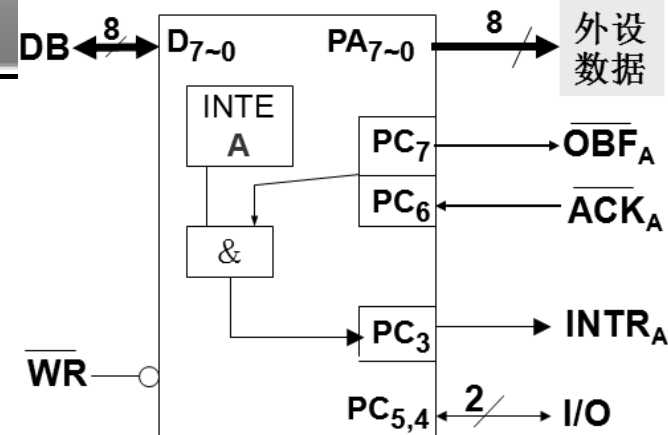 DB
8
D7~0
PA7~0
8
外设
数据
INTE
A
PC7
OBFA
PC6
ACKA
&
PC3
INTRA
WR
PC5,4
2
I/O